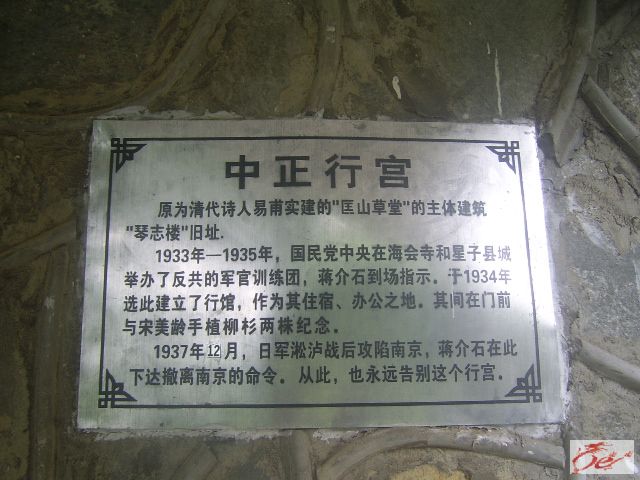 中正行宫
原为清代诗人易甫实建的"匡山草堂"的主体建筑
"琴志楼"旧址.
1933年—1935年，国民党中央在海会寺和星子县城
举办了反共的军官训练团，蒋介石到场指示．于1934年
选此建立了行馆，作为其住宿、办公之地．其间在门前
与宋美龄手植柳杉两株纪念．
1937年12月，日军淞沪战后攻陷南京，蒋介石在此
下达撤离南京的命令．从此，也永远告别这个行宫．